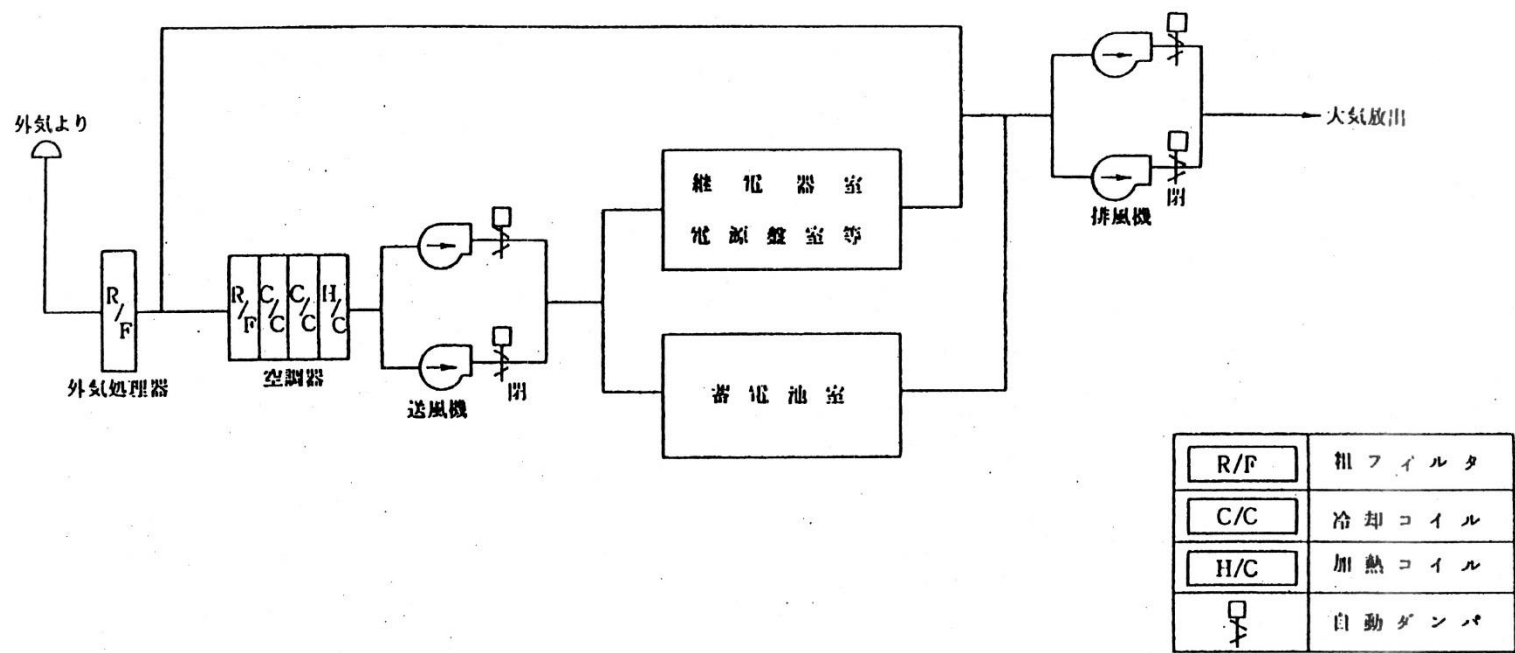 外気より
R/F
外気処理器
R/F
C/C
C/C
H/C
空調器
送風機
閉
継電器室
電源盤室等
蓄電池室
排風機
閉
大気放出
R/F 粗フィルタ
C/C 冷却コイル
H/C 加熱コイル
自動ダンパ